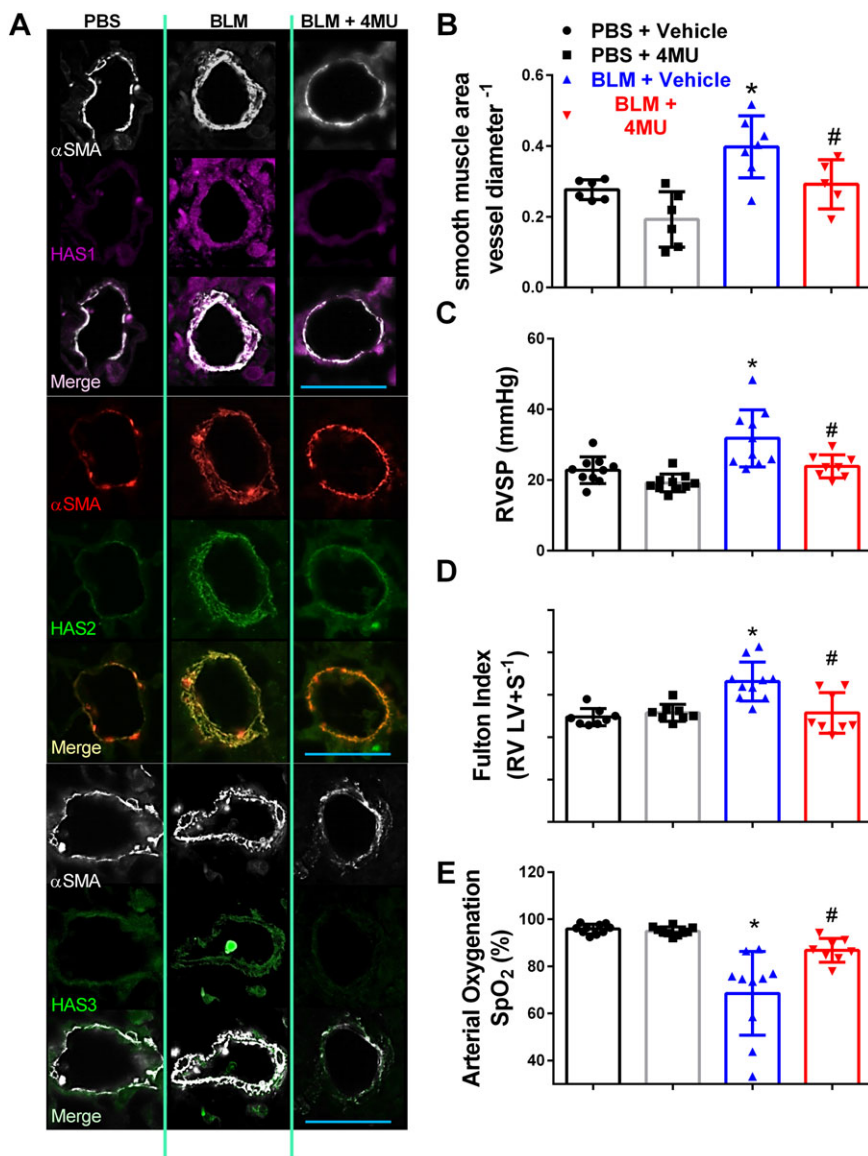 A
PBS
BLM
BLM + 4MU
αSMA
HAS1
Merge
αSMA
HAS2
Merge
αSMA
HAS3
Merge
B
PBS + Vehicle
PBS + 4MU
BLM + Vehicle
BLM +
4MU
smooth muscle area
vessel diameter⁻¹
0.6
0.4
0.2
0.0
*
#
C
RVSP (mmHg)
60
40
20
0
*
#
D
Fulton Index
(RV LV+S⁻¹)
*
#
E
Arterial Oxygenation
SpO₂ (%)
120
100
80
60
40
*
#